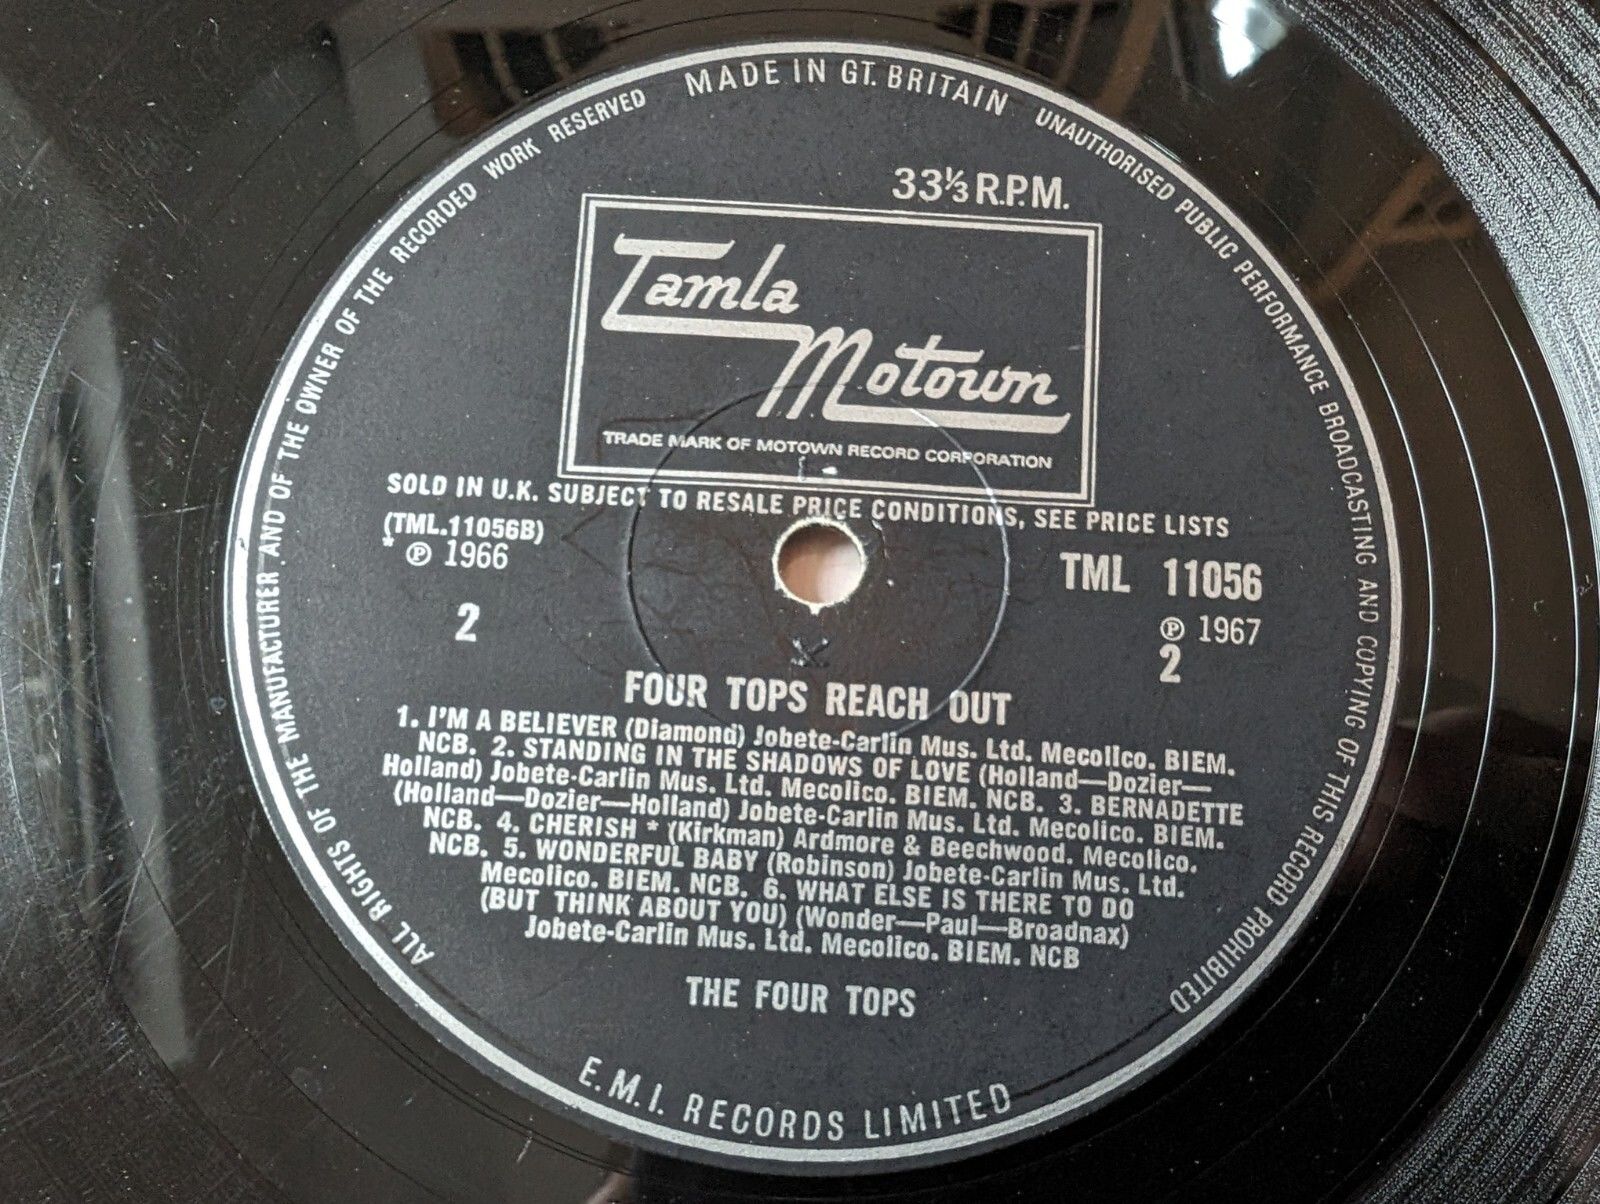 MADE IN GT. BRITAIN
UNAUTHORISED PUBLIC PERFORMANCE BROADCASTING AND COPYING OF THIS RECORD PROHIBITED
ALL RIGHTS OF THE MANUFACTURER AND OF THE OWNER OF THE RECORDED WORK RESERVED
33⅓ R.P.M.
Tamla
Motown
TRADE MARK OF MOTOWN RECORD CORPORATION
SOLD IN U.K. SUBJECT TO RESALE PRICE CONDITIONS, SEE PRICE LISTS
(TML.11056B)
* ℗ 1966
2
TML 11056
℗ 1967
2
FOUR TOPS REACH OUT
1. I'M A BELIEVER (Diamond) Jobete-Carlin Mus. Ltd. Mecolico. BIEM.
NCB. 2. STANDING IN THE SHADOWS OF LOVE (Holland—Dozier—
Holland) Jobete-Carlin Mus. Ltd. Mecolico. BIEM. NCB. 3. BERNADETTE
(Holland—Dozier—Holland) Jobete-Carlin Mus. Ltd. Mecolico. BIEM.
NCB. 4. CHERISH * (Kirkman) Ardmore & Beechwood. Mecolico.
NCB. 5. WONDERFUL BABY (Robinson) Jobete-Carlin Mus. Ltd.
Mecolico. BIEM. NCB. 6. WHAT ELSE IS THERE TO DO
(BUT THINK ABOUT YOU) (Wonder—Paul—Broadnax)
Jobete-Carlin Mus. Ltd. Mecolico. BIEM. NCB
THE FOUR TOPS
E.M.I. RECORDS LIMITED